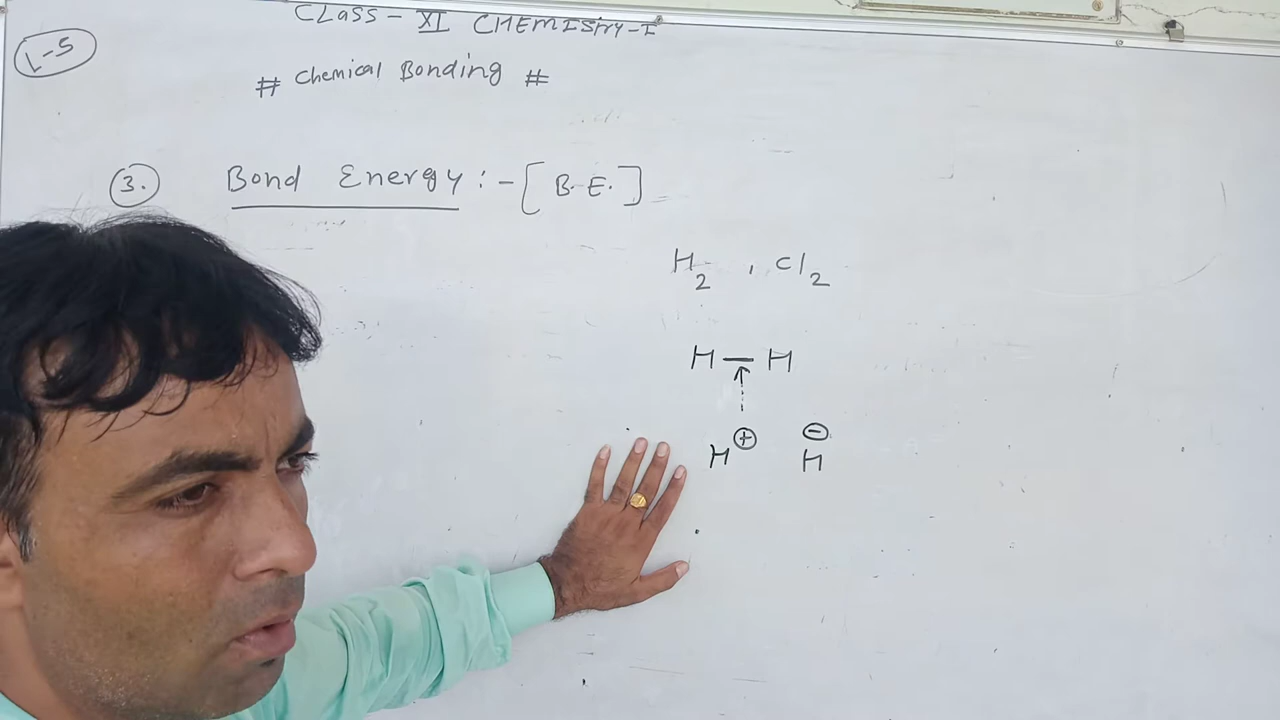 CLASS - XI CHEMIStry-I
L-5
# Chemical Bonding #
3. Bond Energy :- [B.E.]
H2 , Cl2
H—H
H⊕ H⊖